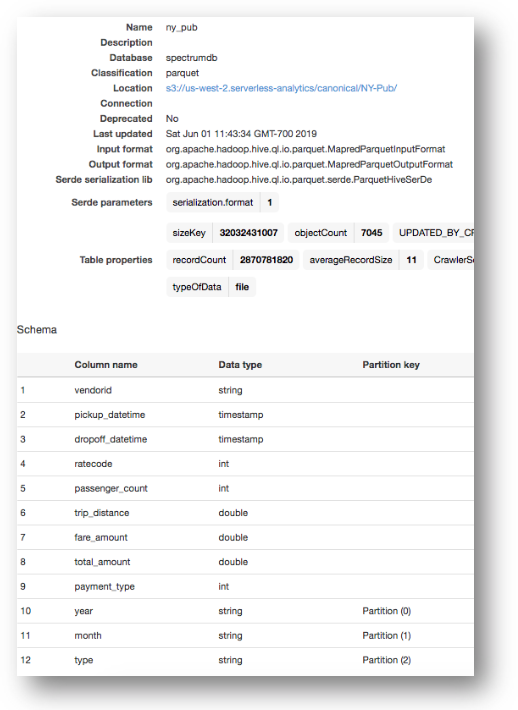 Name ny_pub
Description
Database spectrumdb
Classification parquet
Location s3://us-west-2.serverless-analytics/canonical/NY-Pub/
Connection
Deprecated No
Last updated Sat Jun 01 11:43:34 GMT-700 2019
Input format org.apache.hadoop.hive.ql.io.parquet.MapredParquetInputFormat
Output format org.apache.hadoop.hive.ql.io.parquet.MapredParquetOutputFormat
Serde serialization lib org.apache.hadoop.hive.ql.io.parquet.serde.ParquetHiveSerDe
Serde parameters serialization.format 1
sizeKey 32032431007 objectCount 7045 UPDATED_BY_CR
Table properties recordCount 2870781820 averageRecordSize 11 CrawlerSc
typeOfData file
Schema
Column name Data type Partition key
1 vendorid string
2 pickup_datetime timestamp
3 dropoff_datetime timestamp
4 ratecode int
5 passenger_count int
6 trip_distance double
7 fare_amount double
8 total_amount double
9 payment_type int
10 year string Partition (0)
11 month string Partition (1)
12 type string Partition (2)